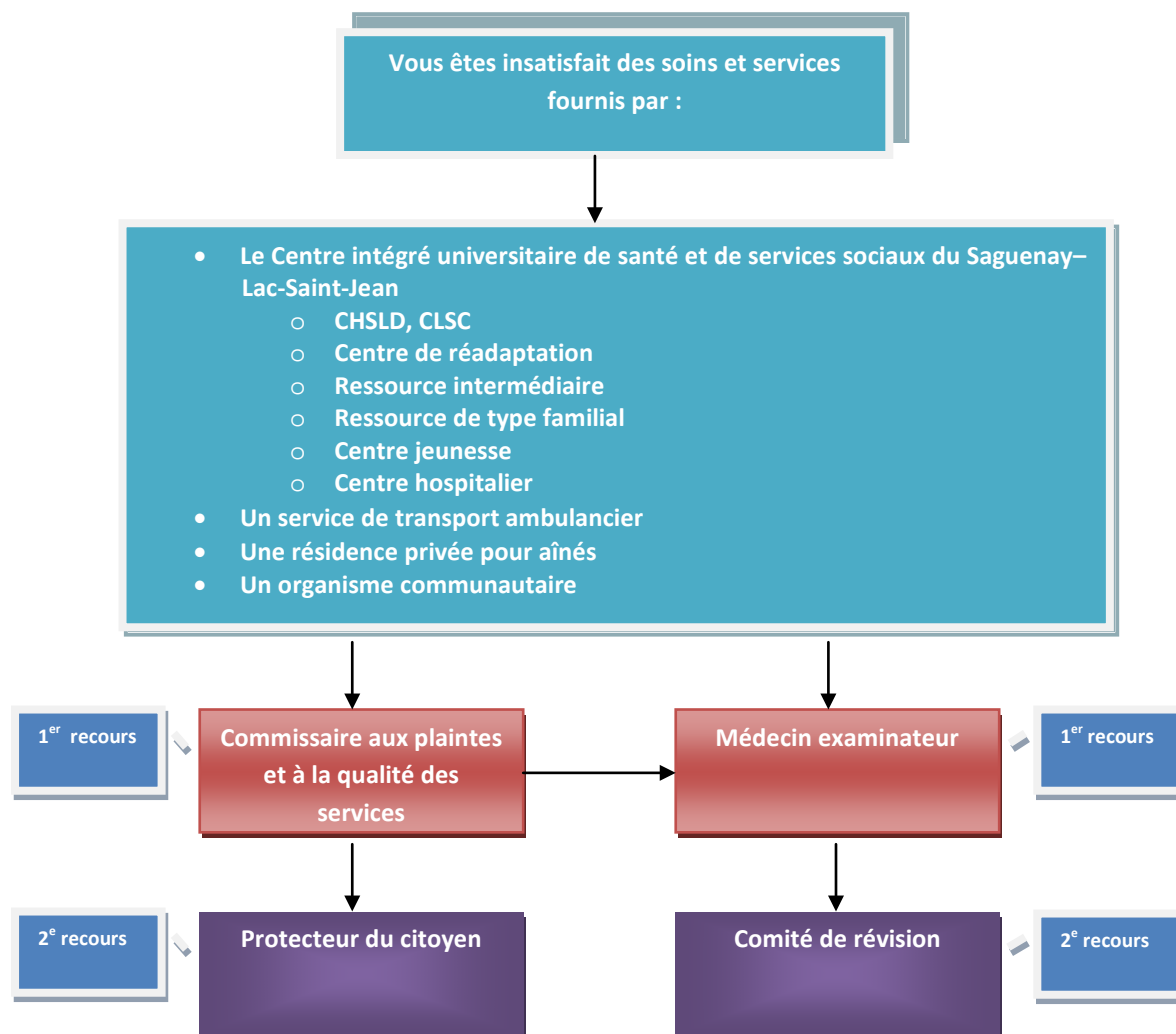 Vous êtes insatisfait des soins et services
fournis par :
• Le Centre intégré universitaire de santé et de services sociaux du Saguenay–
Lac-Saint-Jean
o CHSLD, CLSC
o Centre de réadaptation
o Ressource intermédiaire
o Ressource de type familial
o Centre jeunesse
o Centre hospitalier
• Un service de transport ambulancier
• Une résidence privée pour aînés
• Un organisme communautaire
1er recours
Commissaire aux plaintes
et à la qualité des
services
Médecin examinateur
1er recours
2e recours
Protecteur du citoyen
Comité de révision
2e recours